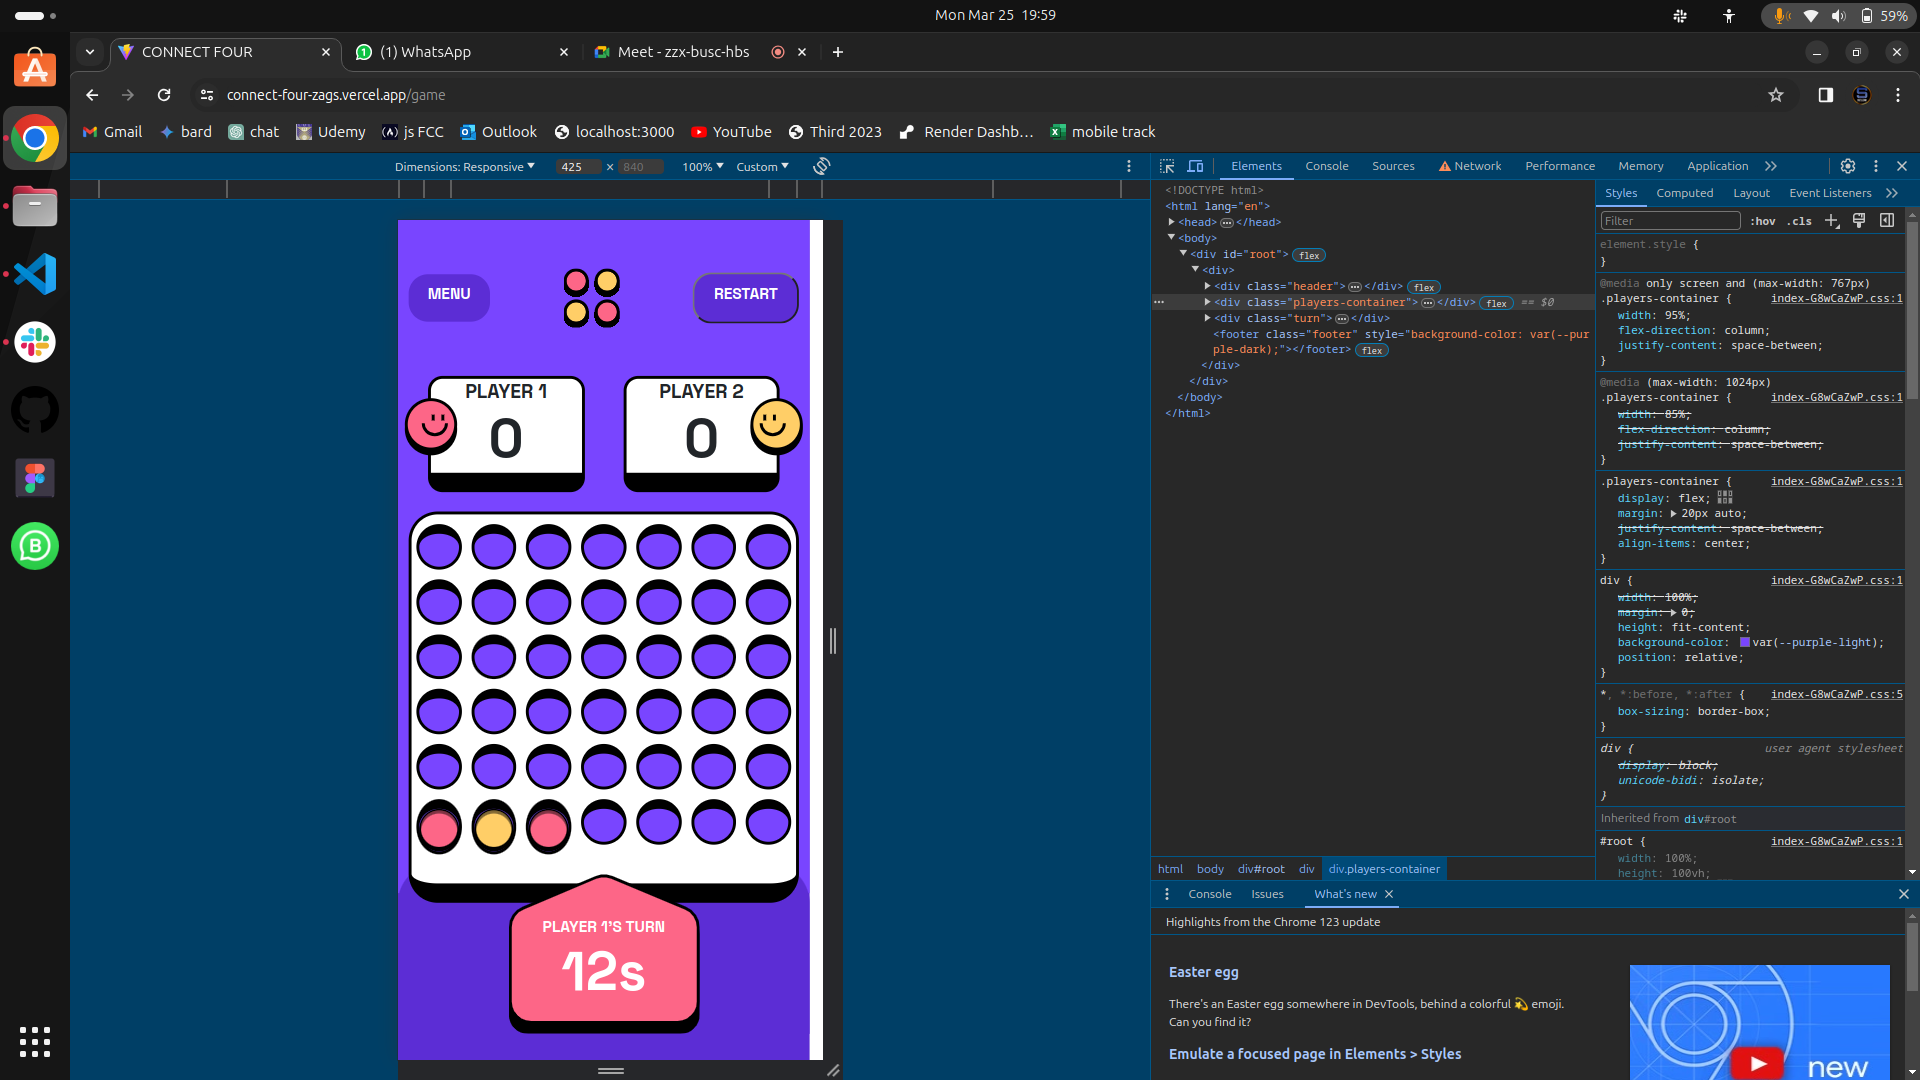 Mon Mar 25 19:59
59%
CONNECT FOUR
(1) WhatsApp
Meet - zzx-busc-hbs
connect-four-zags.vercel.app/game
Gmail
bard
chat
Udemy
js FCC
Outlook
localhost:3000
YouTube
Third 2023
Render Dashb…
mobile track
Dimensions: Responsive
425 × 840
100%
Custom
MENU
RESTART
PLAYER 1
0
PLAYER 2
0
PLAYER 1'S TURN
12s
Elements
Console
Sources
Network
Performance
Memory
Application
<!DOCTYPE html>
<html lang="en">
<head> </head>
<body>
<div id="root"> flex
<div>
<div class="header"> </div> flex
<div class="players-container"> </div> flex == $0
<div class="turn"> </div>
<footer class="footer" style="background-color: var(--pur
ple-dark);"></footer> flex
</div>
</div>
</body>
</html>
html body div#root div div.players-container
Styles
Computed
Layout
Event Listeners
Filter
:hov .cls
element.style {
}
@media only screen and (max-width: 767px)
.players-container { index-G8wCaZwP.css:1
width: 95%;
flex-direction: column;
justify-content: space-between;
}
@media (max-width: 1024px)
.players-container { index-G8wCaZwP.css:1
width: 85%;
flex-direction: column;
justify-content: space-between;
}
.players-container { index-G8wCaZwP.css:1
display: flex;
margin: 20px auto;
justify-content: space-between;
align-items: center;
}
div { index-G8wCaZwP.css:1
width: 100%;
margin: 0;
height: fit-content;
background-color: var(--purple-light);
position: relative;
}
*, *:before, *:after { index-G8wCaZwP.css:5
box-sizing: border-box;
}
div { user agent stylesheet
display: block;
unicode-bidi: isolate;
}
Inherited from div#root
#root { index-G8wCaZwP.css:1
width: 100%;
height: 100vh;
Console
Issues
What's new
Highlights from the Chrome 123 update
Easter egg
There's an Easter egg somewhere in DevTools, behind a colorful 💫 emoji.
Can you find it?
Emulate a focused page in Elements > Styles
new